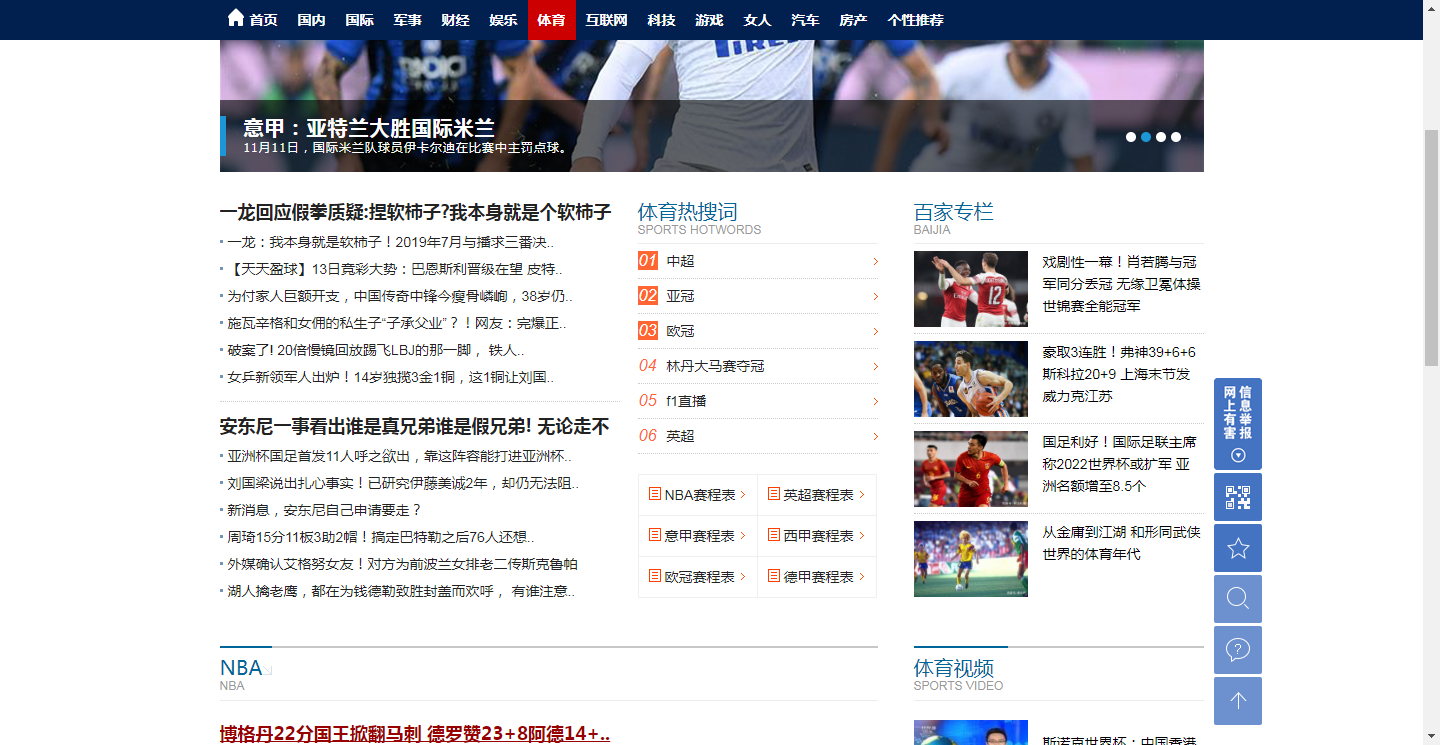 首页 国内 国际 军事 财经 娱乐 体育 互联网 科技 游戏 女人 汽车 房产 个性推荐
意甲：亚特兰大胜国际米兰
11月11日，国际米兰队球员伊卡尔迪在比赛中主罚点球。
一龙回应假拳质疑:捏软柿子?我本身就是个软柿子
一龙：我本身就是软柿子！2019年7月与播求三番决..
【天天盈球】13日竞彩大势：巴恩斯利晋级在望 皮特..
为付家人巨额开支，中国传奇中锋今瘦骨嶙峋，38岁仍..
施瓦辛格和女佣的私生子“子承父业”？！网友：完爆正..
破案了! 20倍慢镜回放踢飞LBJ的那一脚， 铁人..
女乒新领军人出炉！14岁独揽3金1铜，这1铜让刘国..
安东尼一事看出谁是真兄弟谁是假兄弟! 无论走不
亚洲杯国足首发11人呼之欲出，靠这阵容能打进亚洲杯..
刘国梁说出扎心事实！已研究伊藤美诚2年，却仍无法阻..
新消息，安东尼自己申请要走？
周琦15分11板3助2帽！搞定巴特勒之后76人还想..
外媒确认艾格努女友！对方为前波兰女排老二传斯克鲁帕
湖人擒老鹰，都在为钱德勒致胜封盖而欢呼， 有谁注意..
体育热搜词
SPORTS HOTWORDS
01 中超
02 亚冠
03 欧冠
04 林丹大马赛夺冠
05 f1直播
06 英超
NBA赛程表 英超赛程表
意甲赛程表 西甲赛程表
欧冠赛程表 德甲赛程表
百家专栏
BAIJIA
戏剧性一幕！肖若腾与冠
军同分丢冠 无缘卫冕体操
世锦赛全能冠军
豪取3连胜！弗神39+6+6
斯科拉20+9 上海末节发
威力克江苏
国足利好！国际足联主席
称2022世界杯或扩军 亚
洲名额增至8.5个
从金庸到江湖 和形同武侠
世界的体育年代
网上有害
信息举报
NBA
NBA
博格丹22分国王掀翻马刺 德罗赞23+8阿德14+..
体育视频
SPORTS VIDEO
斯诺克世界杯：中国香港